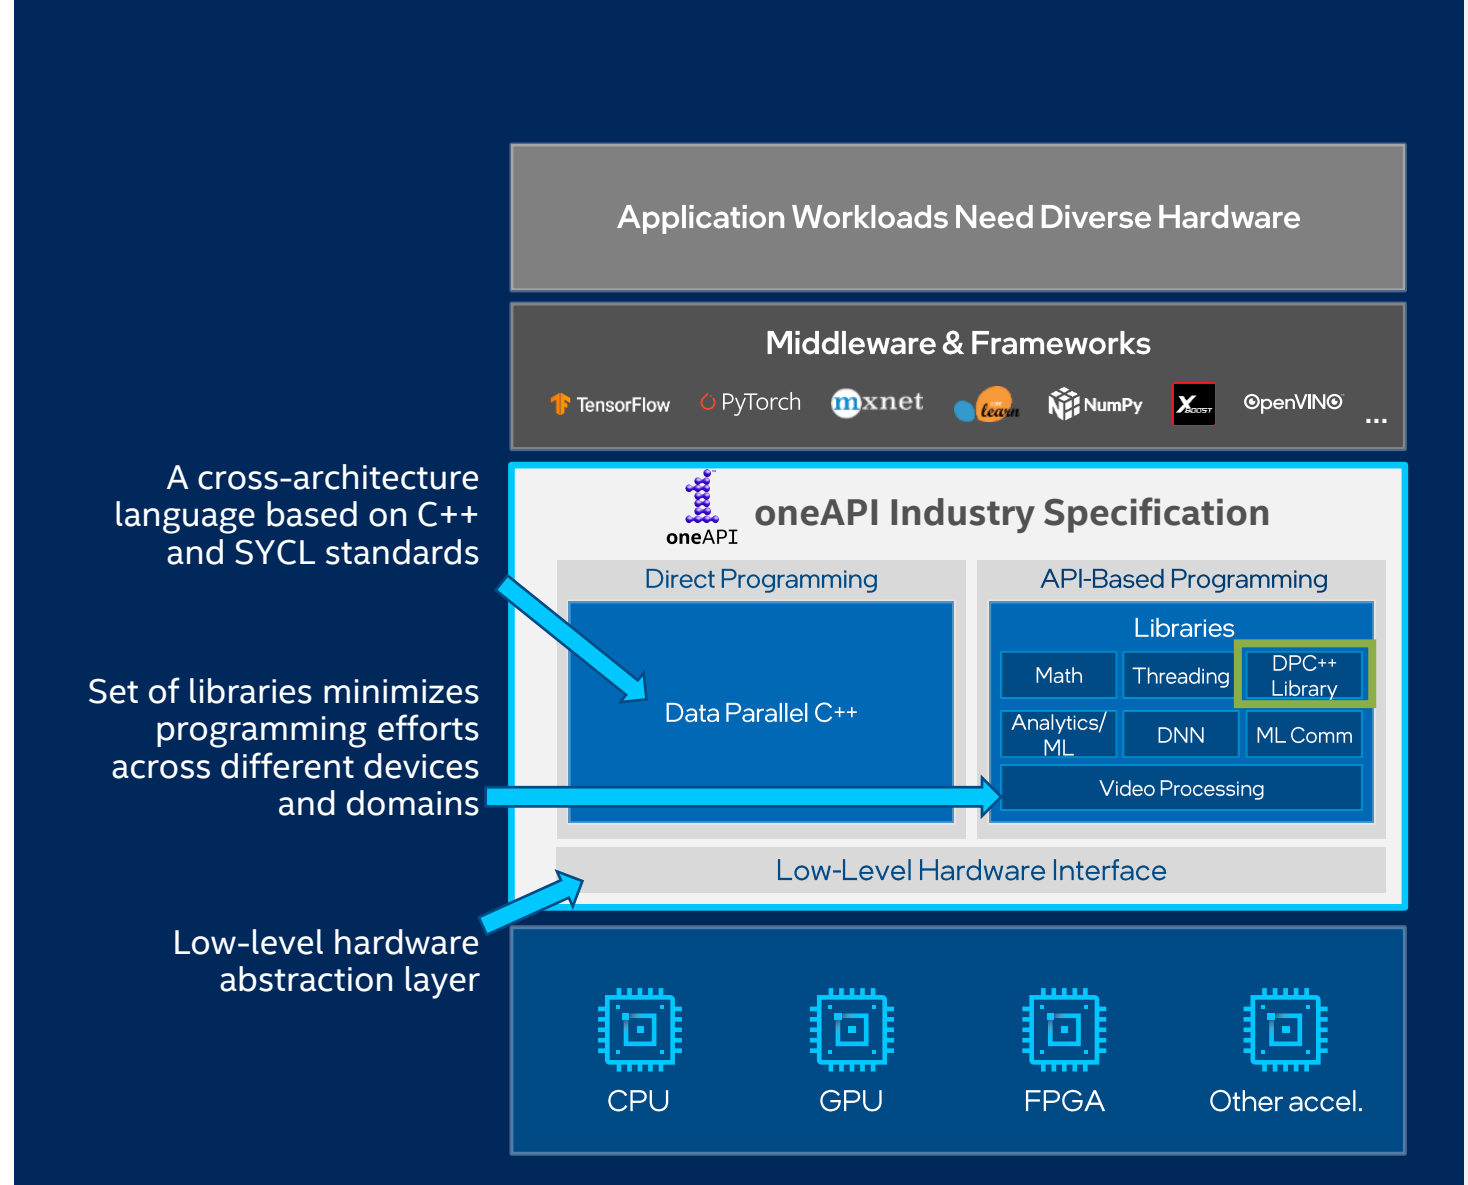 Application Workloads Need Diverse Hardware
Middleware & Frameworks
TensorFlow
PyTorch
mxnet
learn
NumPy
XBOOST
OpenVINO
...
A cross-architecture
language based on C++
and SYCL standards
oneAPI
oneAPI Industry Specification
Direct Programming
Data Parallel C++
API-Based Programming
Libraries
Math
Threading
DPC++
Library
Analytics/
ML
DNN
ML Comm
Video Processing
Set of libraries minimizes
programming efforts
across different devices
and domains
Low-Level Hardware Interface
Low-level hardware
abstraction layer
CPU
GPU
FPGA
Other accel.